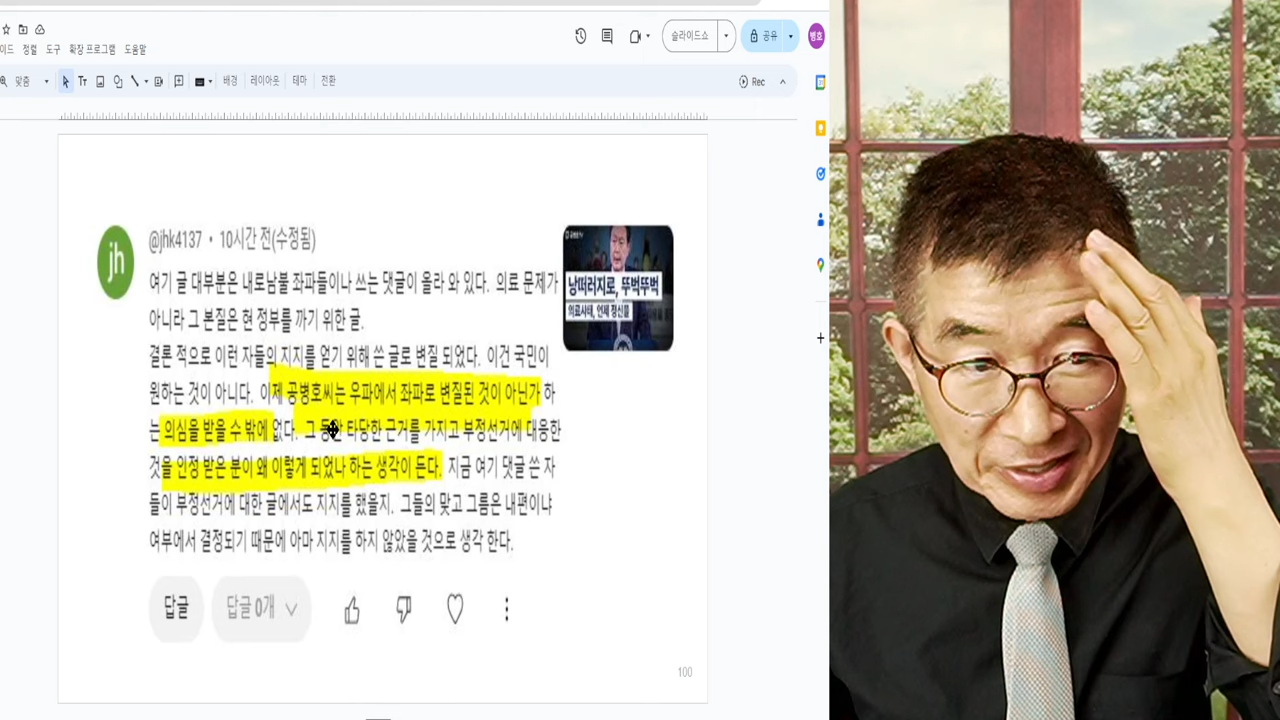 이드 정렬 도구 확장 프로그램 도움말
슬라이드쇼
공유
병호
맞춤
Tт
배경 레이아웃 테마 전환
Rec
jh
@jhk4137 • 10시간 전(수정됨)
여기 글 대부분은 내로남불 좌파들이나 쓰는 댓글이 올라 와 있다. 의료 문제가
아니라 그 본질은 현 정부를 까기 위한 글.
결론 적으로 이런 자들의 지지를 얻기 위해 쓴 글로 변질 되었다. 이건 국민이
원하는 것이 아니다. 이제 공병호씨는 우파에서 좌파로 변질된 것이 아닌가 하
는 의심을 받을 수 밖에 없다. 그 동안 타당한 근거를 가지고 부정선거에 대응한
것을 인정 받은 분이 왜 이렇게 되었나 하는 생각이 든다. 지금 여기 댓글 쓴 자
들이 부정선거에 대한 글에서도 지지를 했을지. 그들의 맞고 그름은 내편이냐
여부에서 결정되기 때문에 아마 지지를 하지 않았을 것으로 생각 한다.
낭떠러지로, 뚜벅뚜벅
의료사태, 언제 정신들
답글
답글 0개
100